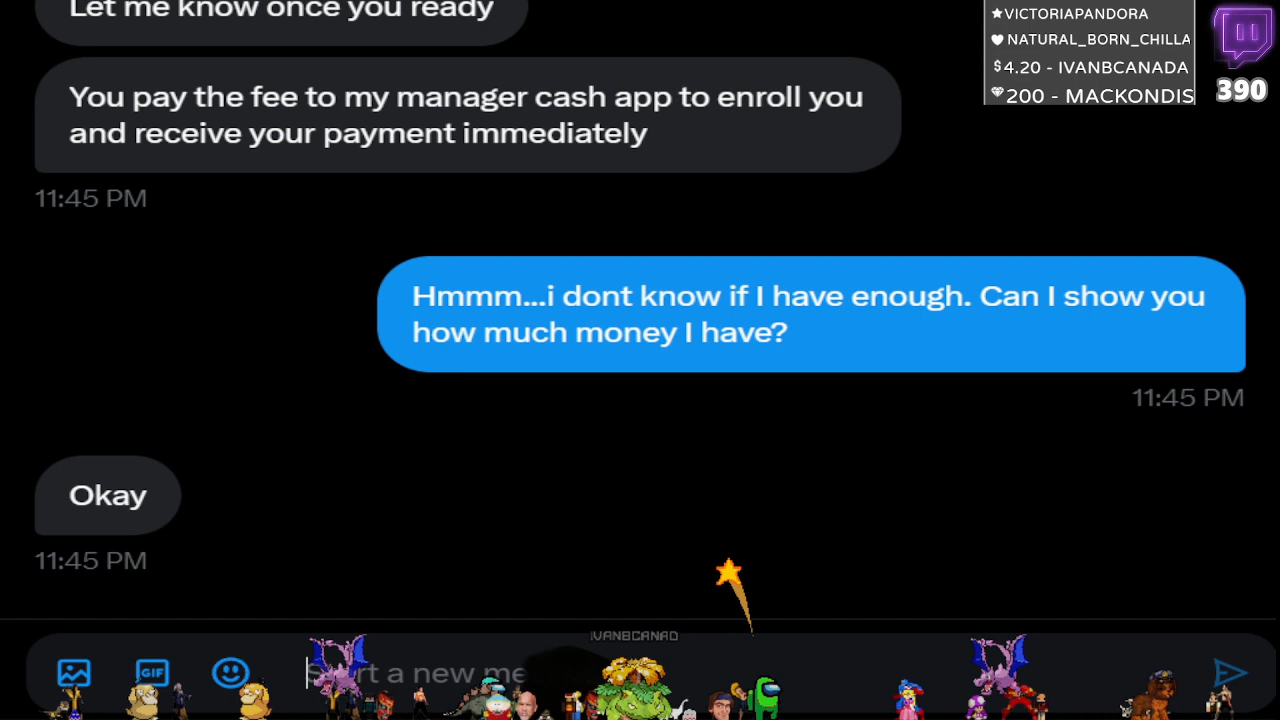 Let me know once you ready
★VICTORIAPANDORA
♥ NATURAL_BORN_CHILLA
$4.20 - IVANBCANADA
200 - MACKONDIS
390
You pay the fee to my manager cash app to enroll you
and receive your payment immediately
11:45 PM
Hmmm...i dont know if I have enough. Can I show you
how much money I have?
11:45 PM
Okay
11:45 PM
IVANBCANAD
GIF
a new